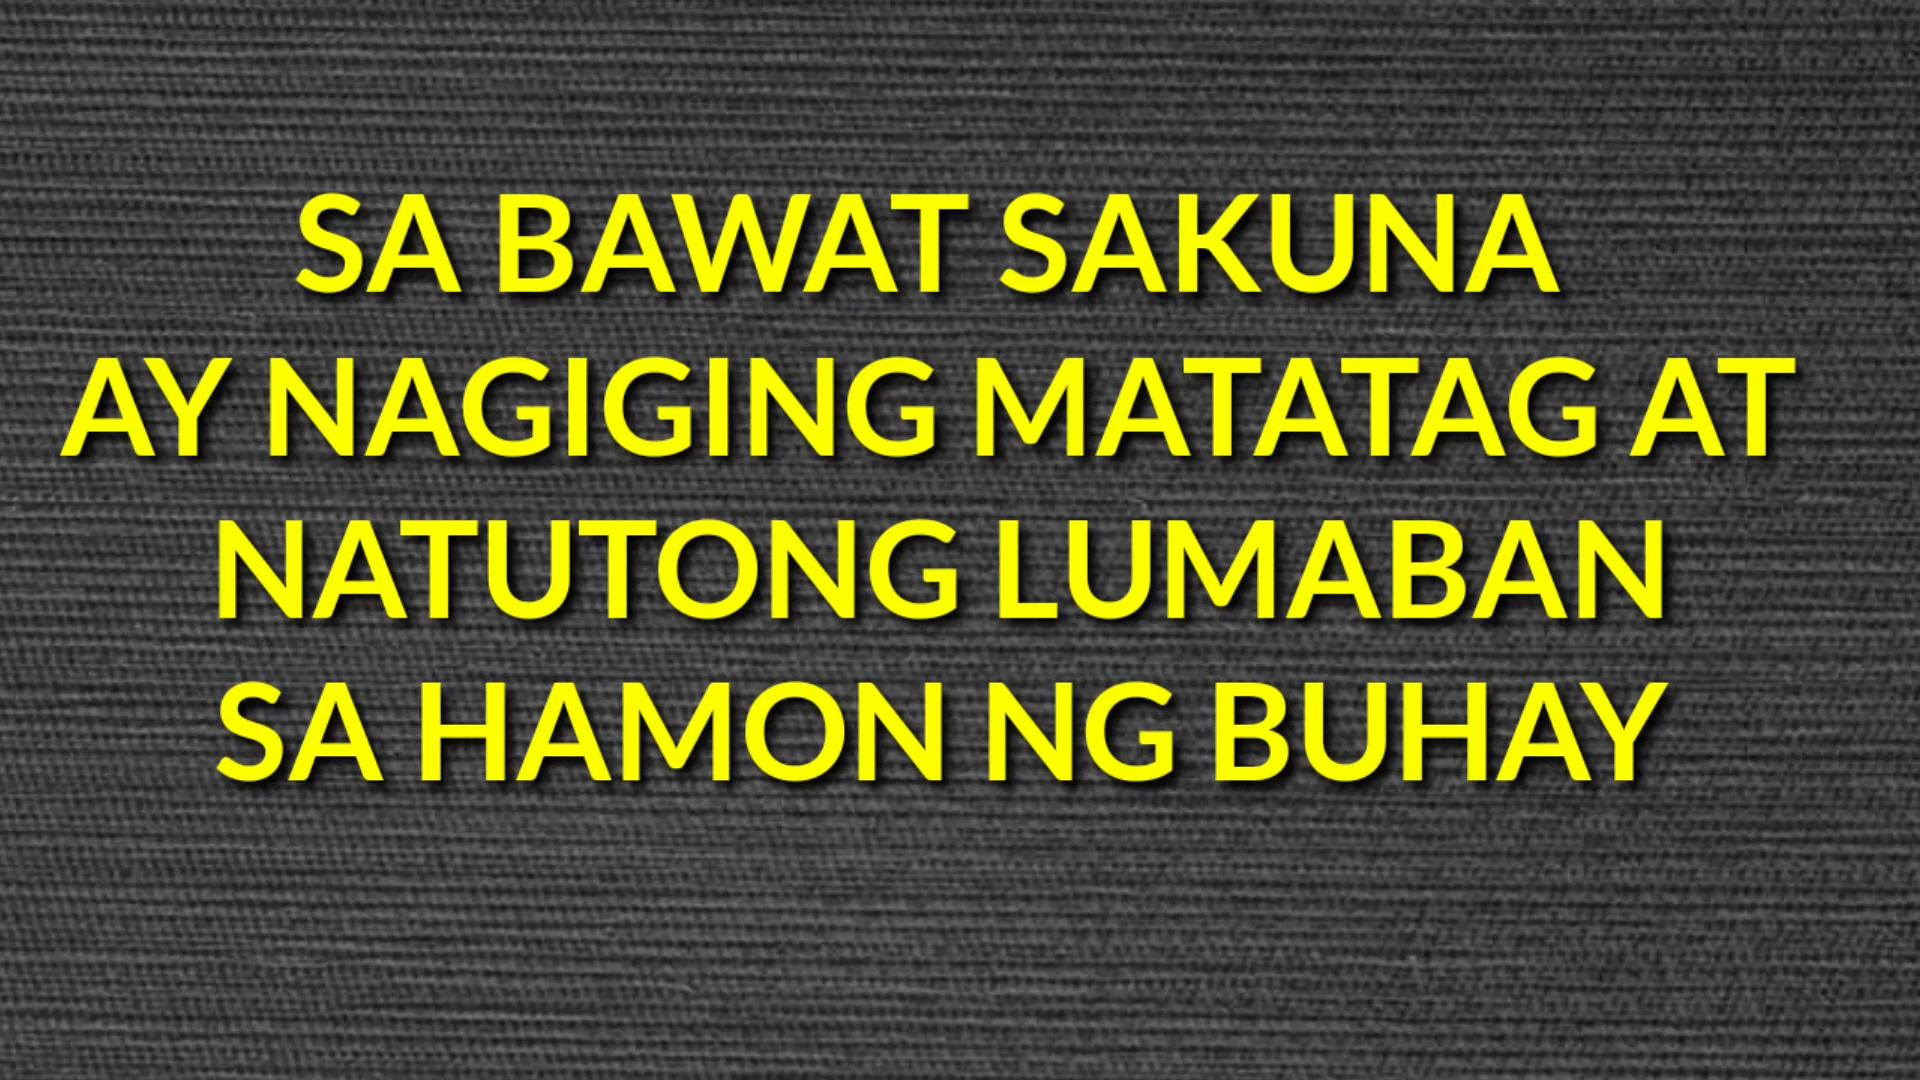 SA BAWAT SAKUNA
AY NAGIGING MATATAG AT
NATUTONG LUMABAN
SA HAMON NG BUHAY